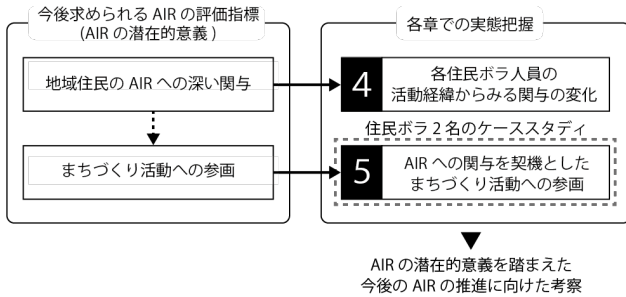 今後求められる AIR の評価指標
(AIR の潜在的意義 )
地域住民の AIR への深い関与
まちづくり活動への参画
各章での実態把握
4
各住民ボラ人員の
活動経緯からみる関与の変化
住民ボラ 2 名のケーススタディ
5
AIR への関与を契機とした
まちづくり活動への参画
AIR の潜在的意義を踏まえた
今後の AIR の推進に向けた考察